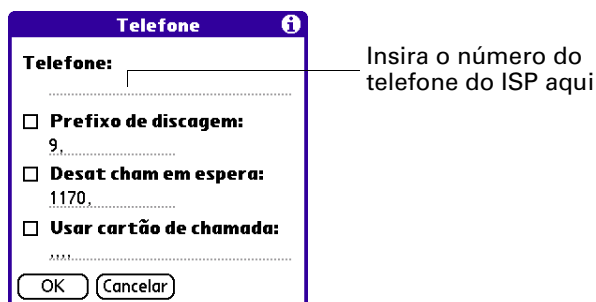 Telefone
Telefone:
Insira o número do
telefone do ISP aqui
Prefixo de discagem:
9,
Desat cham em espera:
1170,
Usar cartão de chamada:
,,,,
OK Cancelar